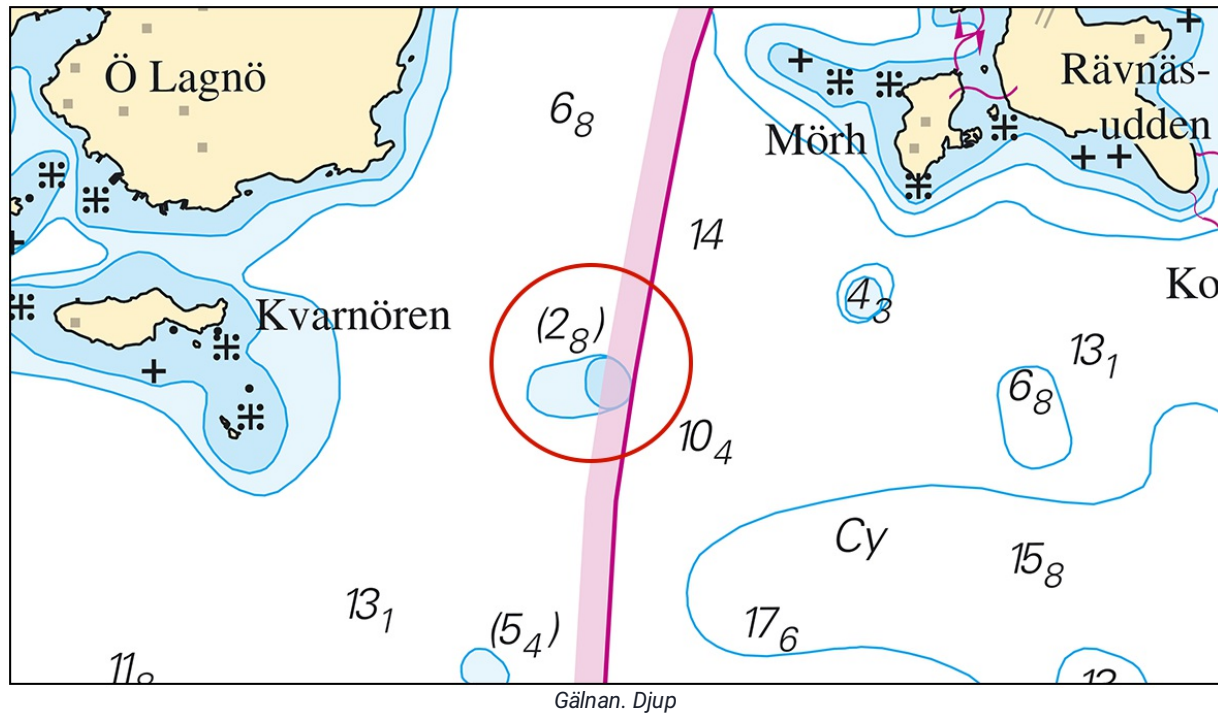 Ö Lagnö
6₈
Rävnäs-
udden
Mörh
14
Ko
4₃
Kvarnören
(2₈)
13₁
6₈
10₄
Cy
15₈
13₁
17₆
(5₄)
11₈
Gälnan. Djup